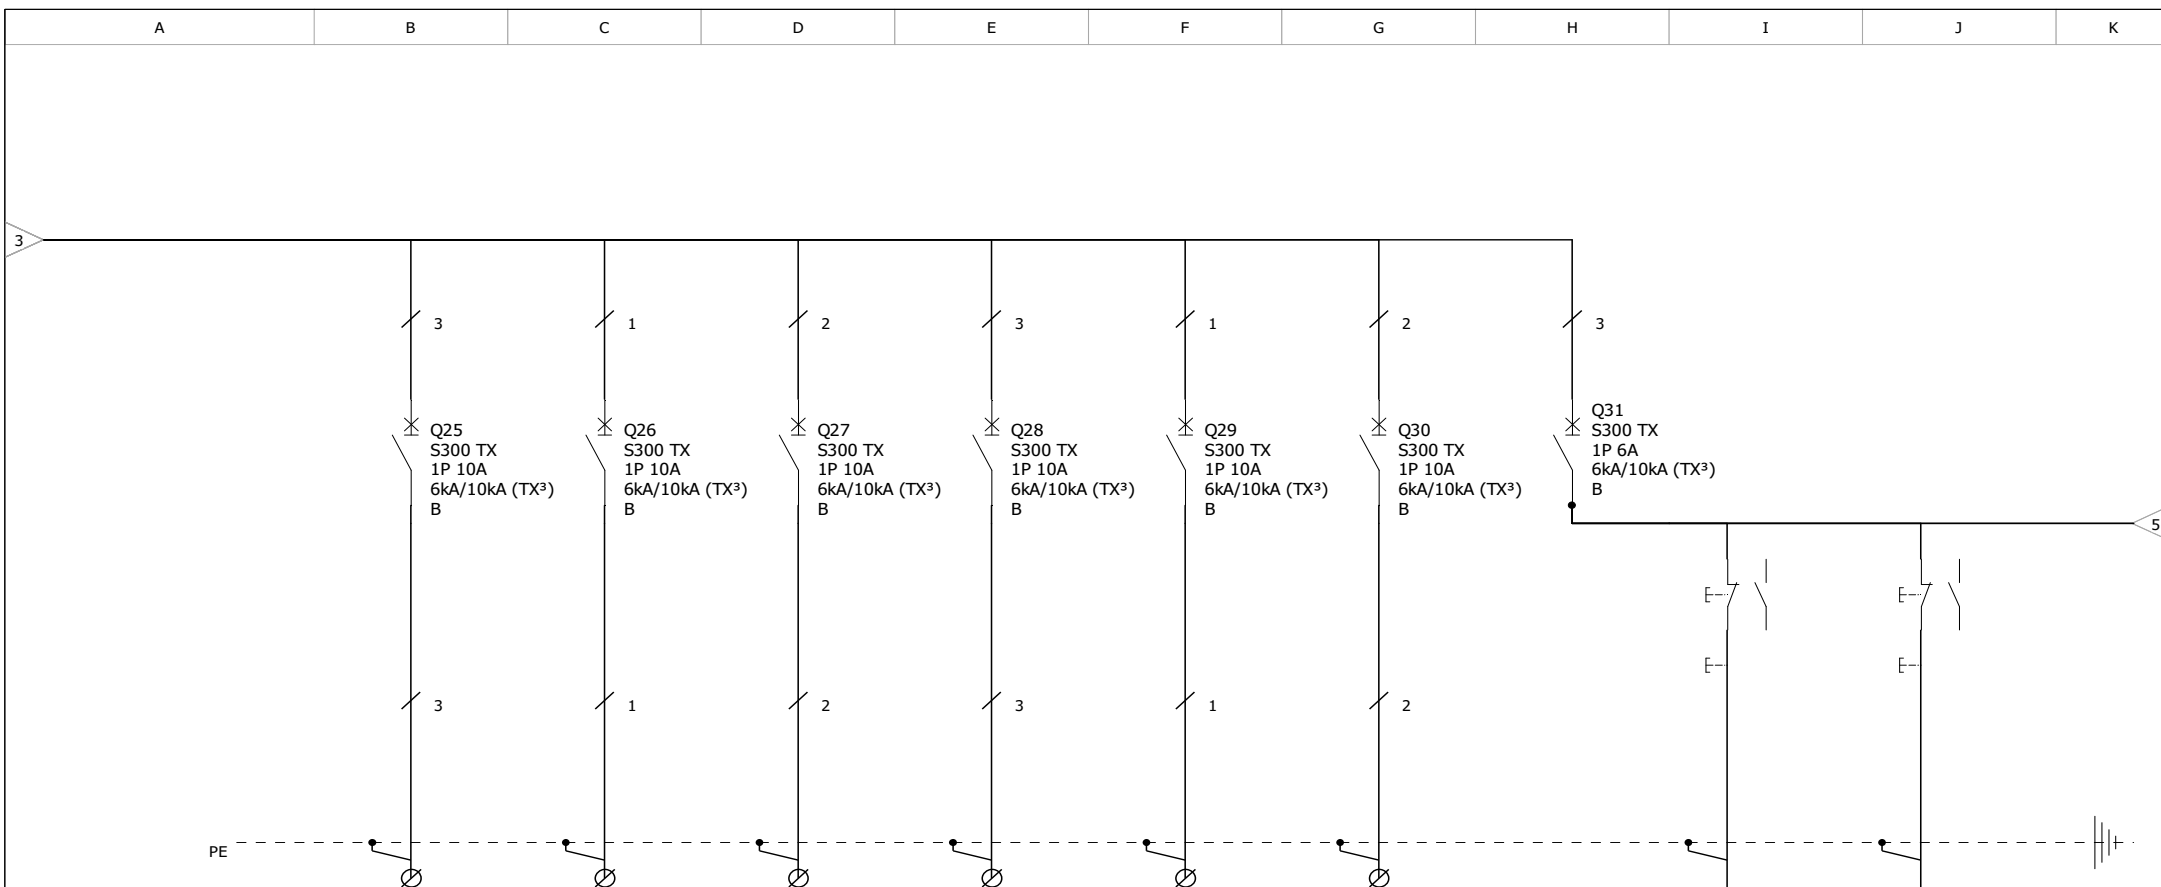 A B C D E F G H I J K
3
3 1 2 3 1 2 3
Q25
S300 TX
1P 10A
6kA/10kA (TX³)
B
Q26
S300 TX
1P 10A
6kA/10kA (TX³)
B
Q27
S300 TX
1P 10A
6kA/10kA (TX³)
B
Q28
S300 TX
1P 10A
6kA/10kA (TX³)
B
Q29
S300 TX
1P 10A
6kA/10kA (TX³)
B
Q30
S300 TX
1P 10A
6kA/10kA (TX³)
B
Q31
S300 TX
1P 6A
6kA/10kA (TX³)
B
5
3 1 2 3 1 2
PE